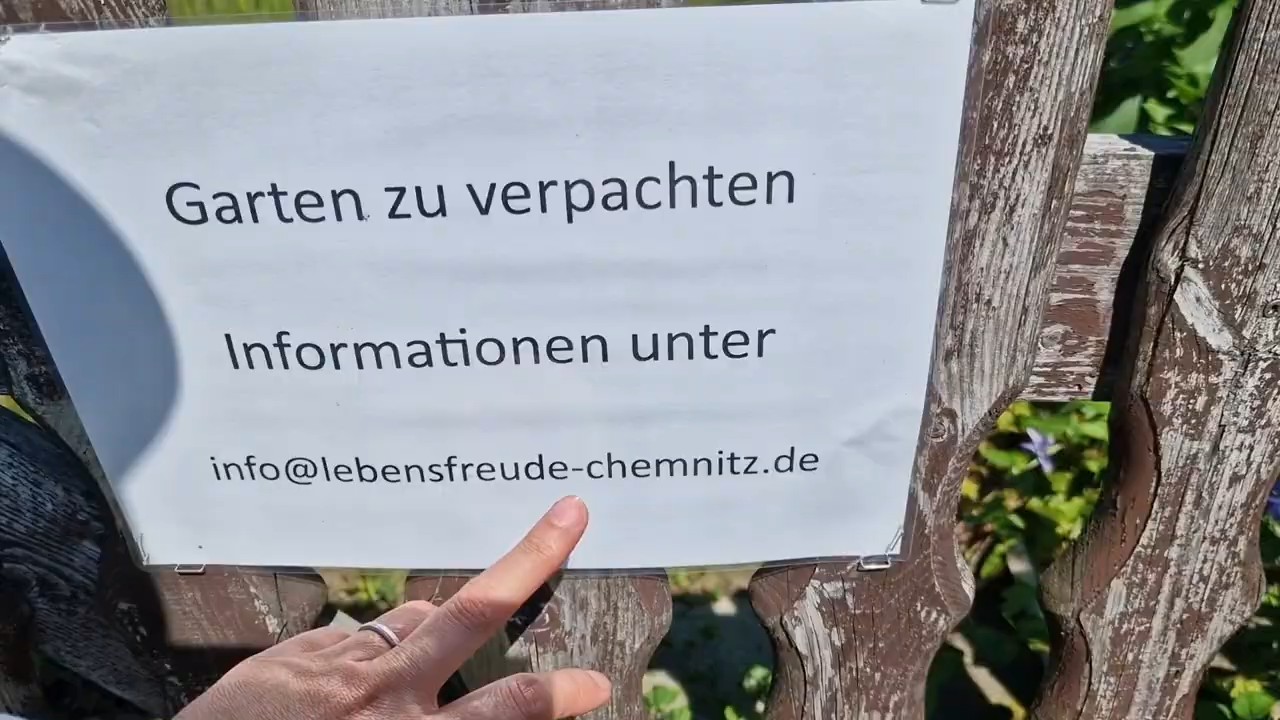 Garten zu verpachten
Informationen unter
info@lebensfreude-chemnitz.de